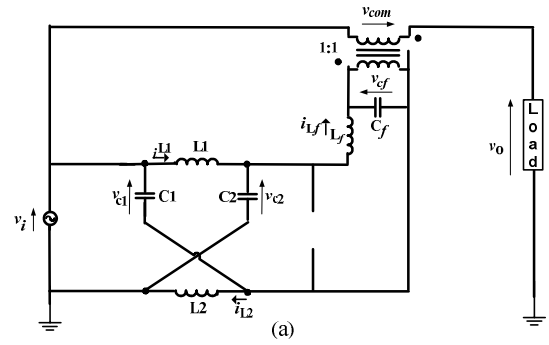 v_com
1:1
v_cf
i_Lf
L_f
C_f
L
o
a
d
v_o
i_L1
L1
v_c1
C1
C2
v_c2
v_i
L2
i_L2
(a)